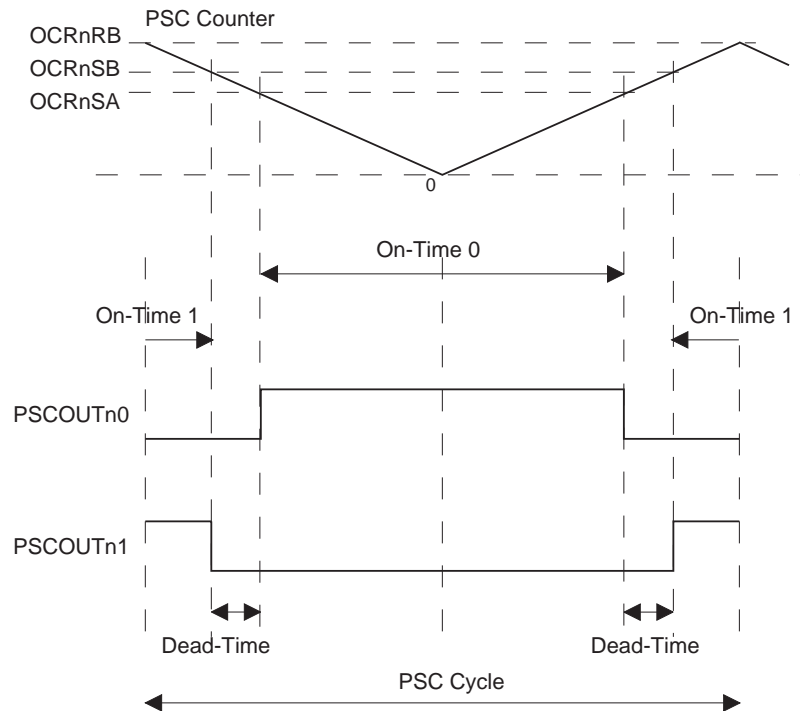 PSC Counter
OCRnRB
OCRnSB
OCRnSA
0
On-Time 0
On-Time 1
On-Time 1
PSCOUTn0
PSCOUTn1
Dead-Time
Dead-Time
PSC Cycle